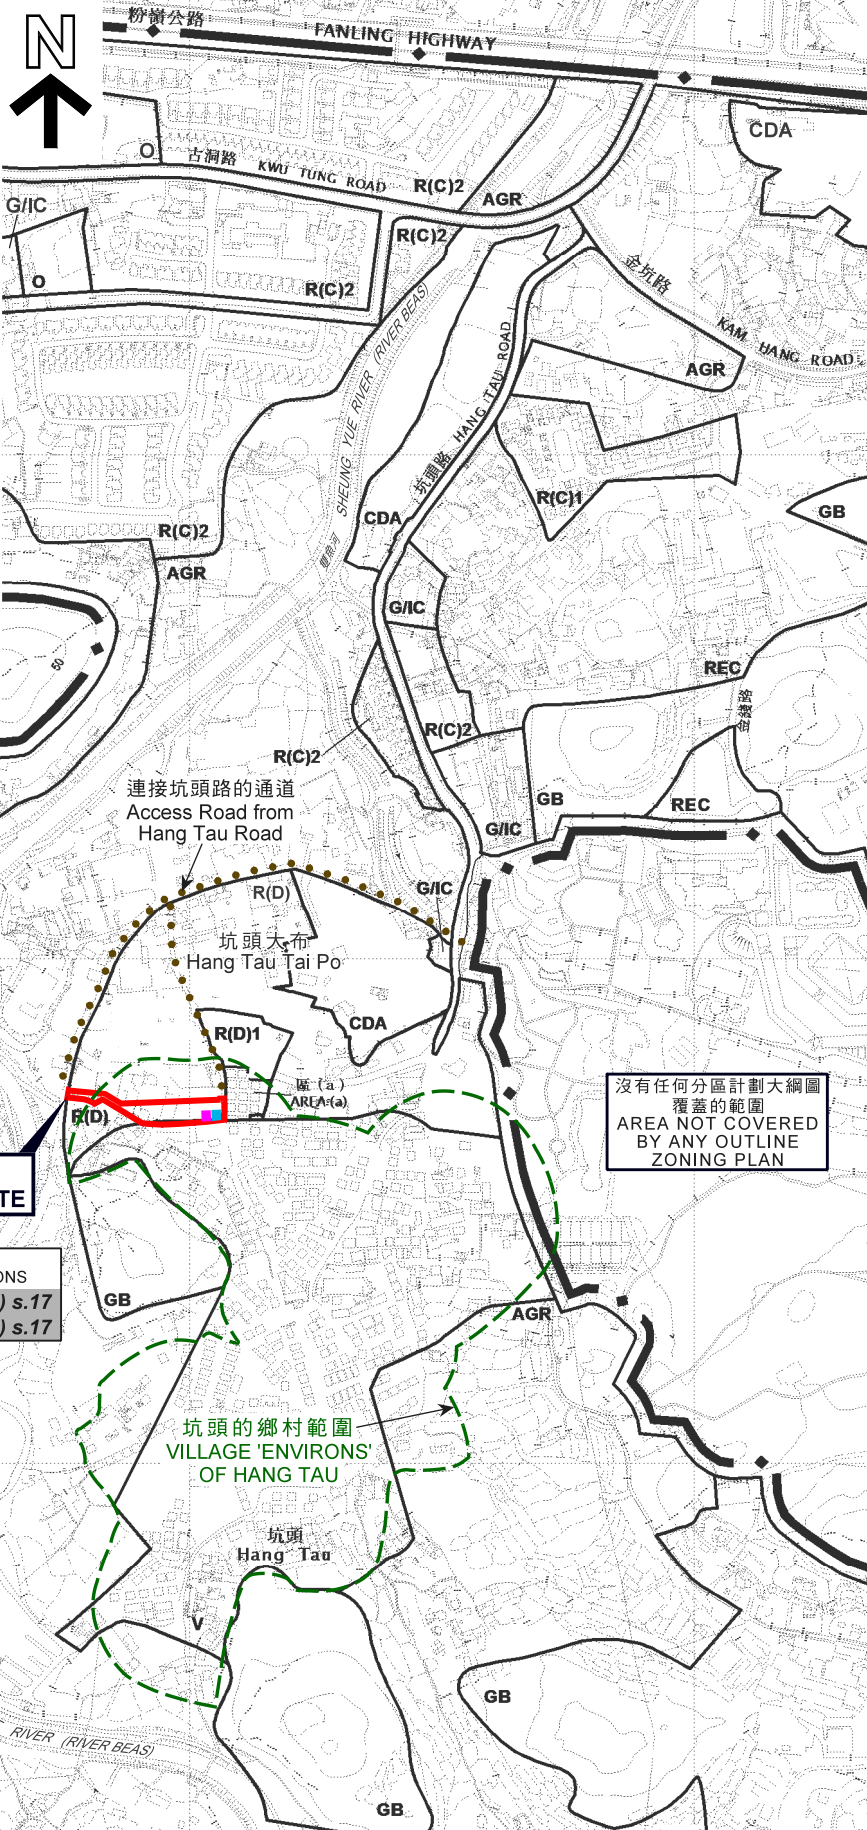 N
粉嶺公路
FANLING HIGHWAY
CDA
O
古洞路 KWU TUNG ROAD
R(C)2
AGR
G/IC
R(C)2
O
R(C)2
金坑路
KAM HANG ROAD
SHEUNG YUE RIVER (RIVER BEAS)
坑頭路 HANG TAU ROAD
AGR
R(C)1
GB
CDA
R(C)2
AGR
G/IC
50
REC
金錢路
R(C)2
R(C)2
連接坑頭路的通道
Access Road from
Hang Tau Road
GB
REC
G/IC
G/IC
R(D)
坑頭大布
Hang Tau Tai Po
R(D)1
CDA
區 (a)
AREA (a)
沒有任何分區計劃大綱圖
覆蓋的範圍
AREA NOT COVERED
BY ANY OUTLINE
ZONING PLAN
R(D)
TE
ONS
) s.17
) s.17
GB
AGR
坑頭的鄉村範圍
VILLAGE 'ENVIRONS'
OF HANG TAU
坑頭
Hang Tau
V
GB
RIVER (RIVER BEAS)
GB